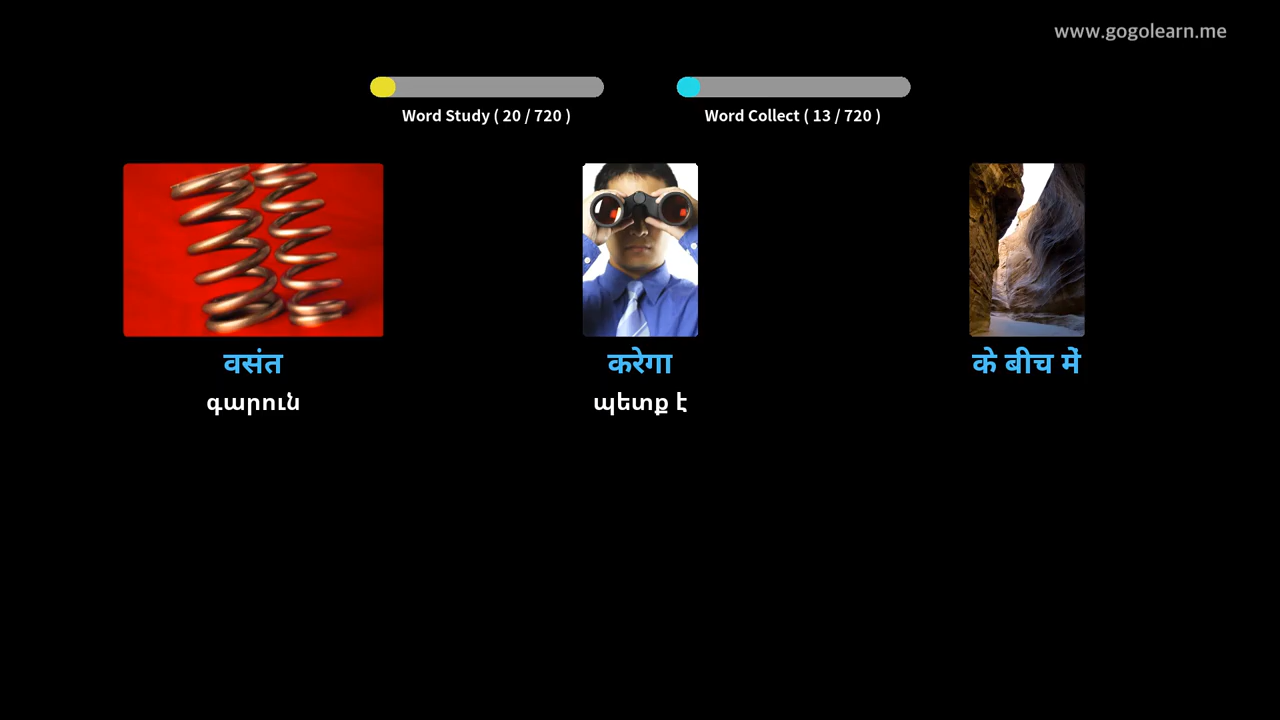 www.gogolearn.me
Word Study ( 20 / 720 )
Word Collect ( 13 / 720 )
वसंत
करेगा
के बीच में
գարուն
պետք է